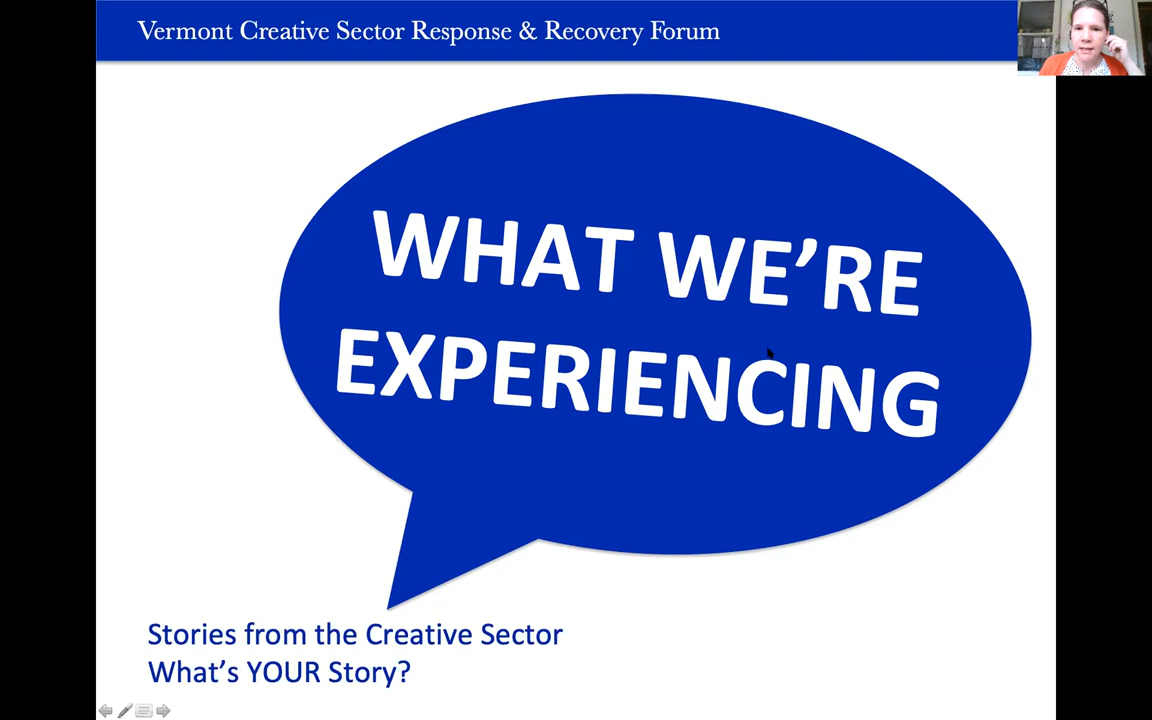 Vermont Creative Sector Response & Recovery Forum
WHAT WE’RE
EXPERIENCING
Stories from the Creative Sector
What’s YOUR Story?